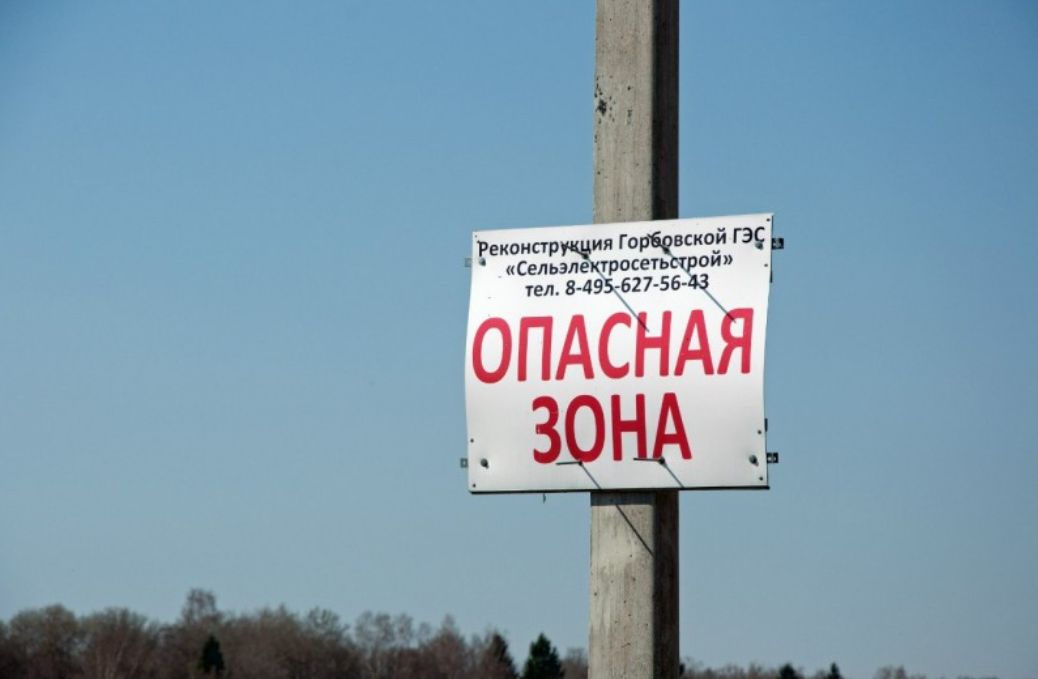 Реконструкция Горбовской ГЭС
«Сельэлектросетьстрой»
тел. 8-495-627-56-43
ОПАСНАЯ
ЗОНА